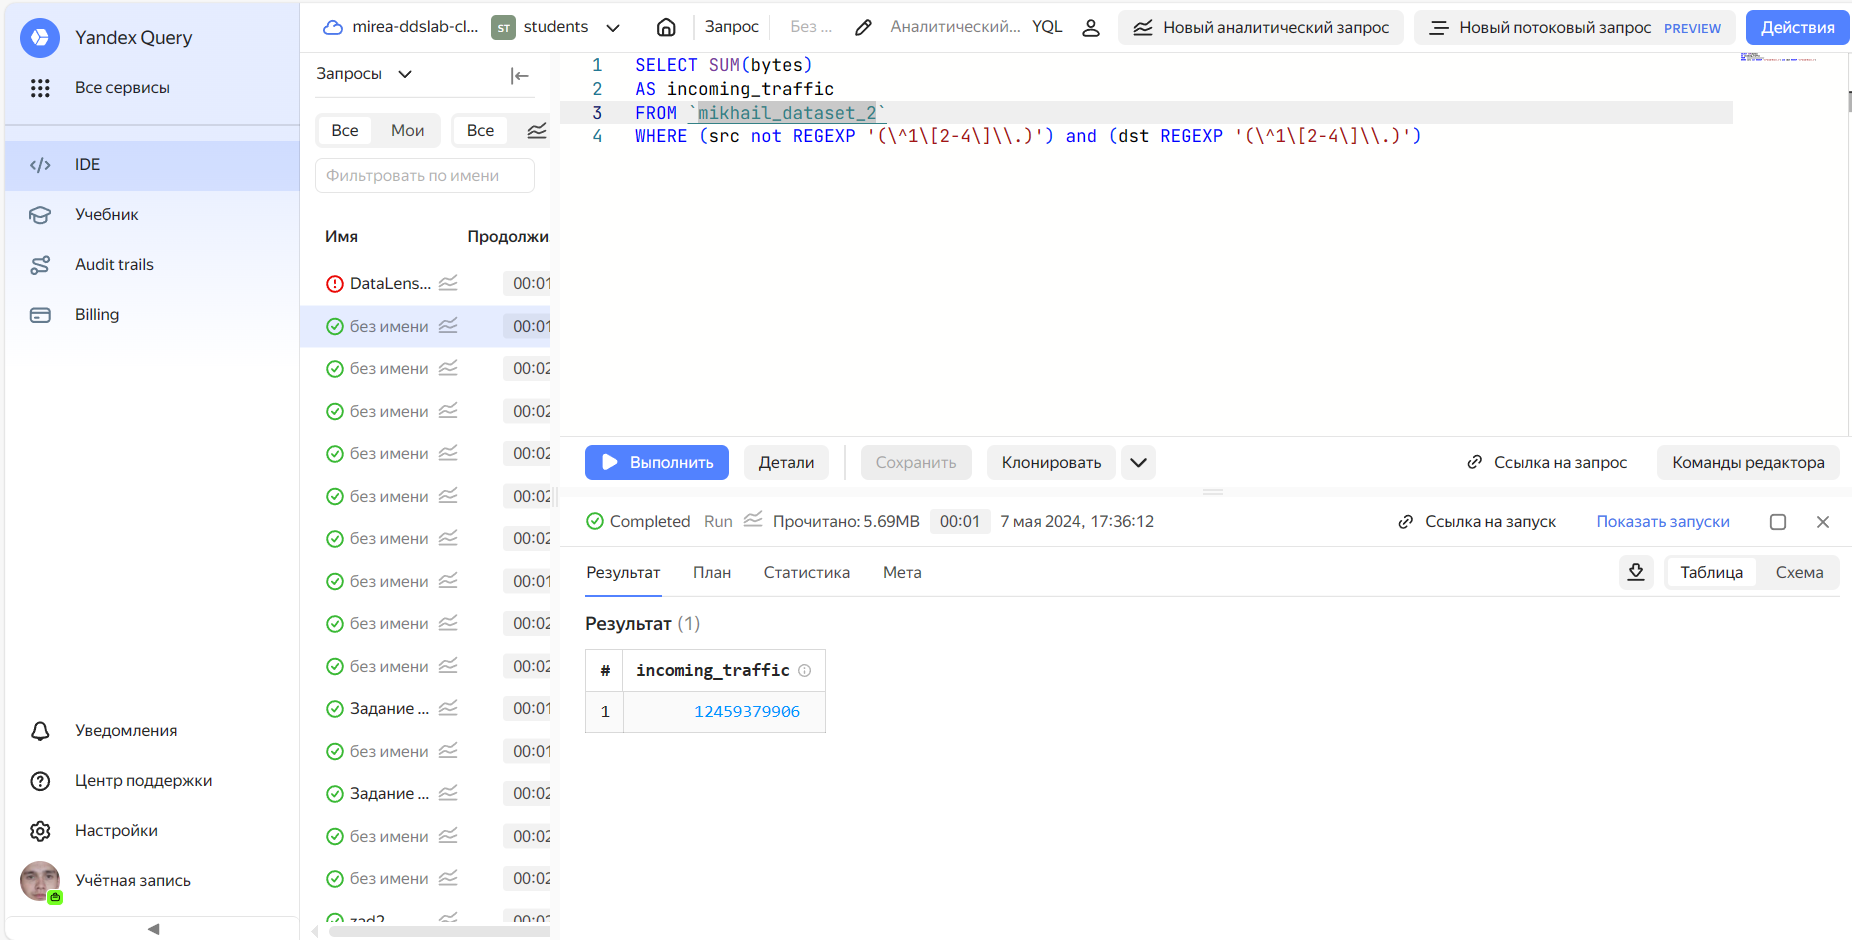 Yandex Query
Все сервисы
IDE
Учебник
Audit trails
Billing
Уведомления
Центр поддержки
Настройки
Учётная запись
mirea-ddslab-cl... ST students
Запрос Без ... Аналитический... YQL
Новый аналитический запрос
Новый потоковый запрос PREVIEW
Действия
Запросы
Все Мои Все
Фильтровать по имени
Имя Продолжи
DataLens... 00:01
без имени 00:01
без имени 00:02
без имени 00:02
без имени 00:02
без имени 00:02
без имени 00:02
без имени 00:01
без имени 00:02
без имени 00:02
Задание ... 00:01
без имени 00:01
Задание ... 00:02
без имени 00:02
без имени 00:02
zad2 00:02
1 SELECT SUM(bytes)
2 AS incoming_traffic
3 FROM `mikhail_dataset_2`
4 WHERE (src not REGEXP '(\^1\[2-4\]\\.)') and (dst REGEXP '(\^1\[2-4\]\\.)')
Выполнить Детали Сохранить Клонировать Ссылка на запрос Команды редактора
Completed Run Прочитано: 5.69MB 00:01 7 мая 2024, 17:36:12 Ссылка на запуск Показать запуски
Результат План Статистика Мета Таблица Схема
Результат (1)
# incoming_traffic
1 12459379906